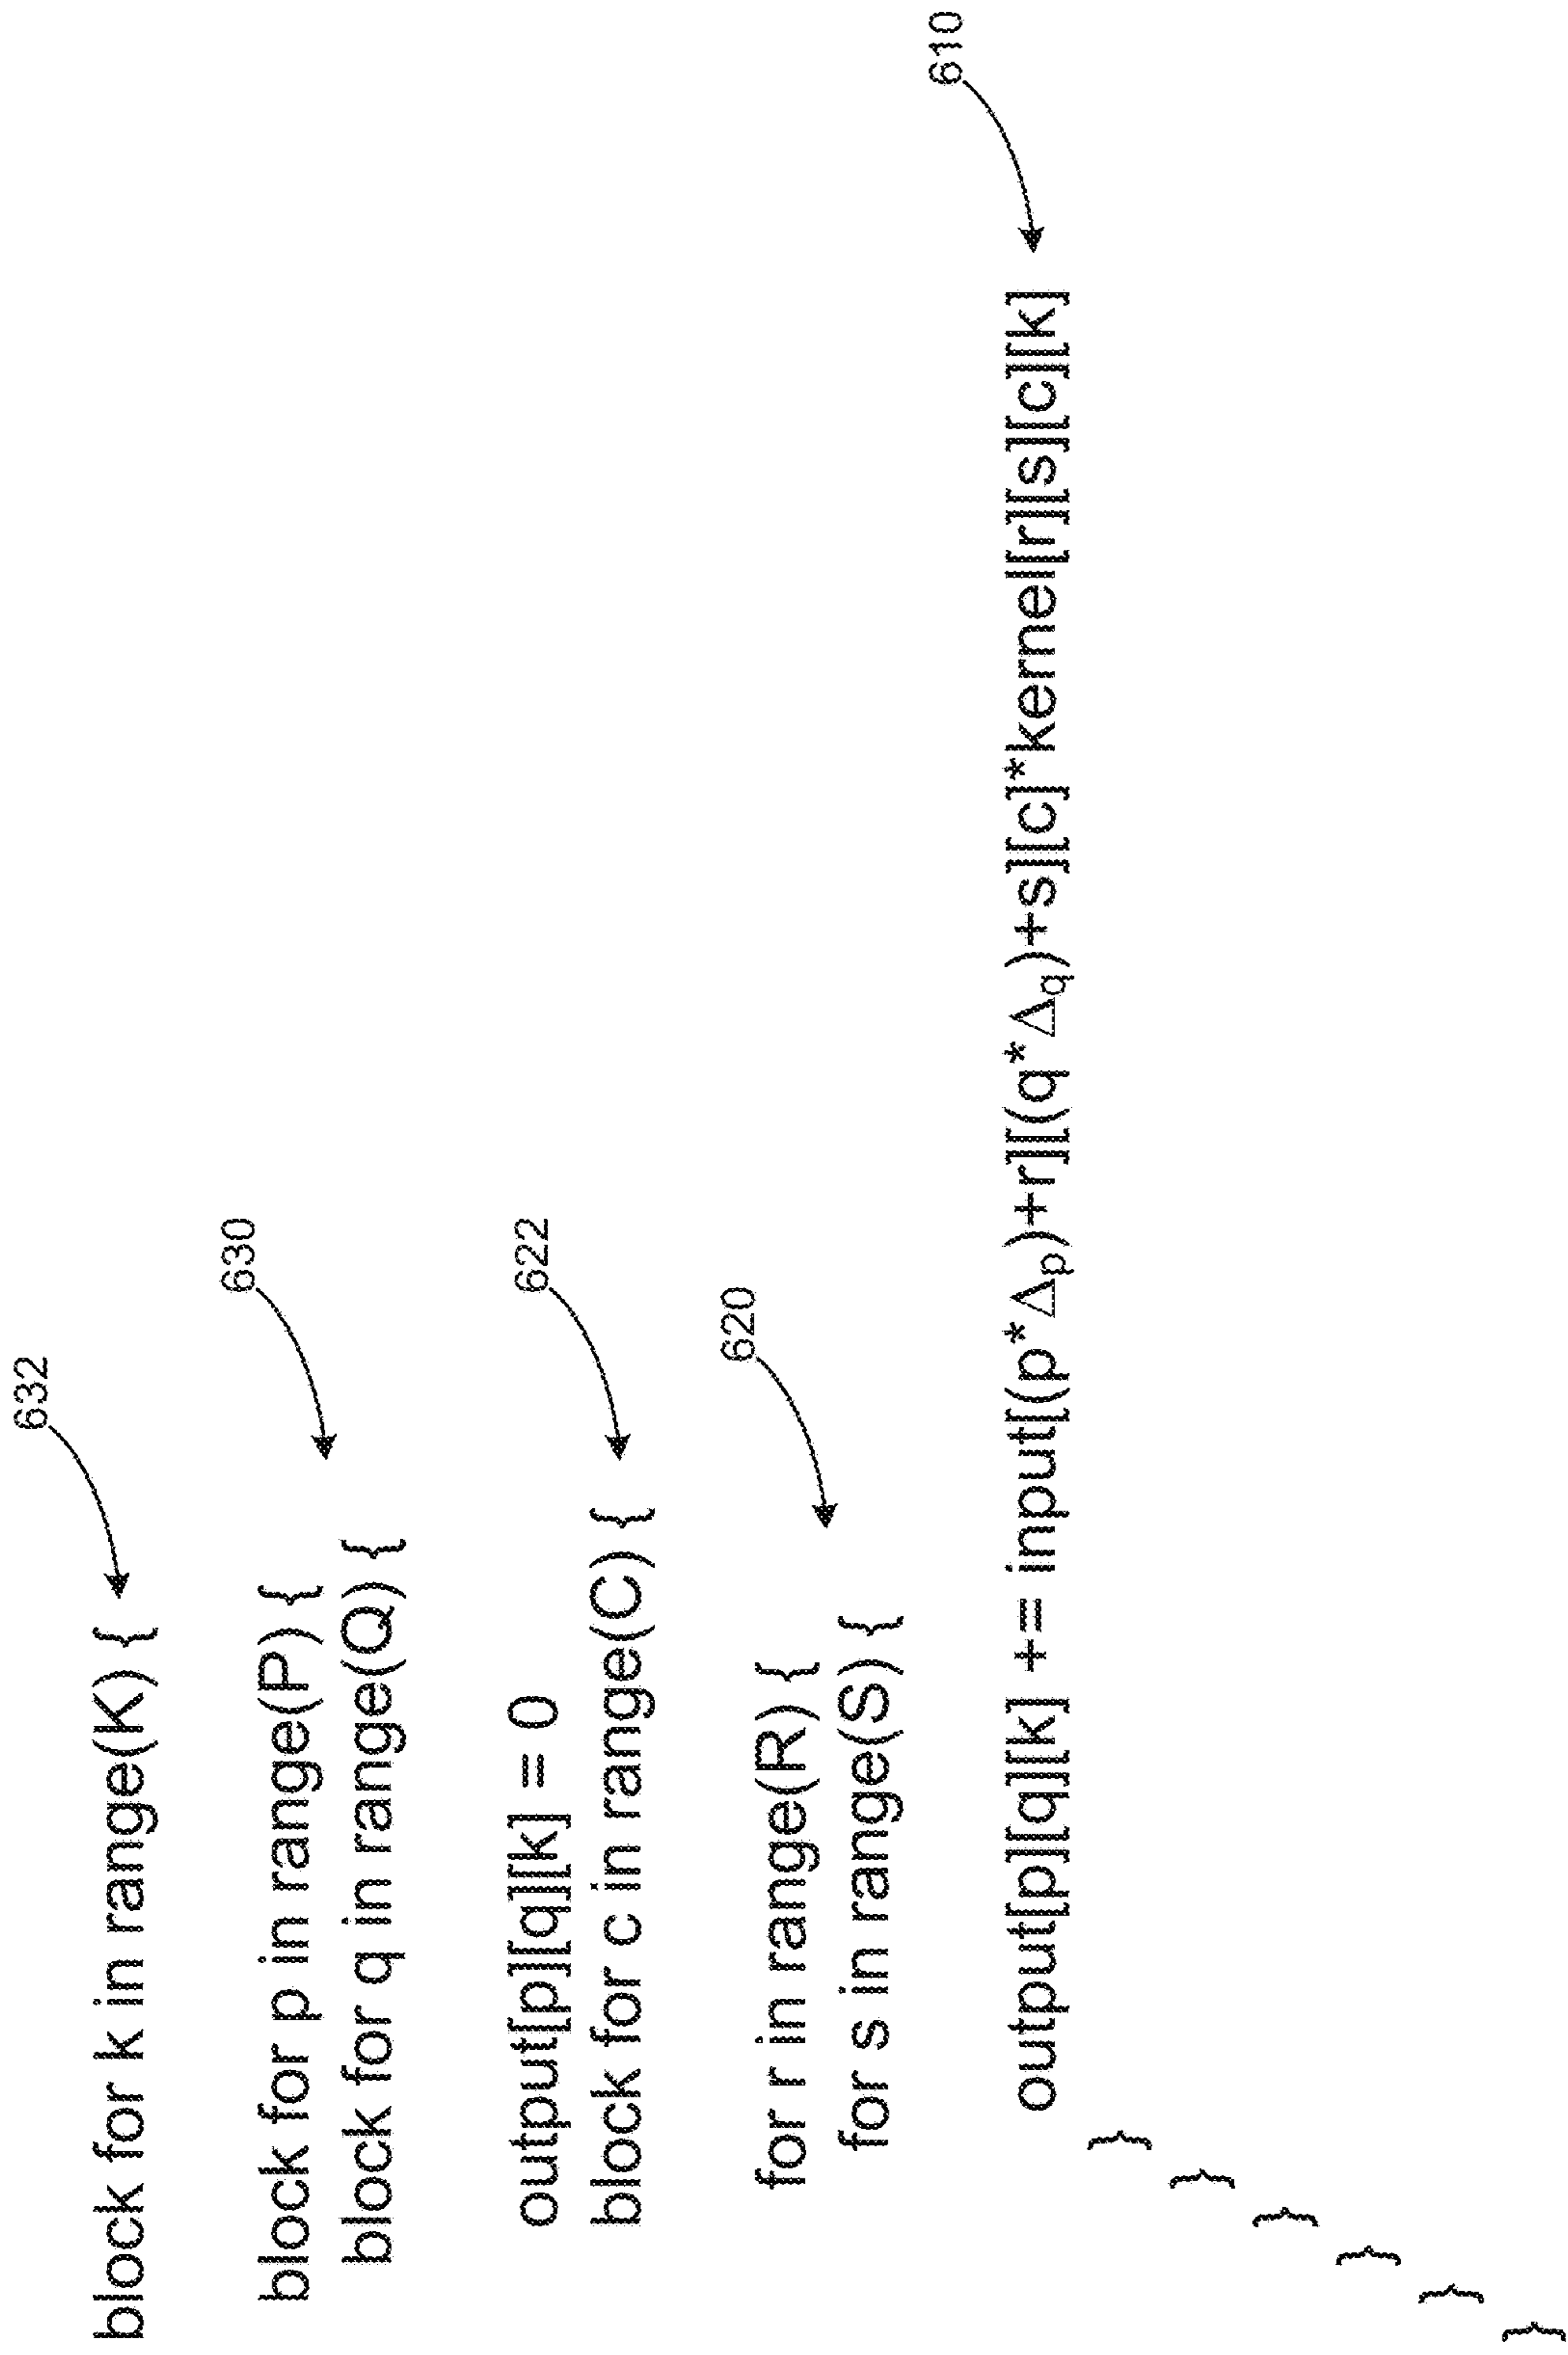 632
block for k in range(K) {
630
block for p in range(P) {
block for q in range(Q) {
output[p][q][k] = 0
622
block for c in range(C) {
620
for r in range(R) {
for s in range(S) {
610
output[p][q][k] += input[(p*Δp)+r][(q*Δq)+s][c]*kernel[r][s][c][k]
}
}
}
}
}
}